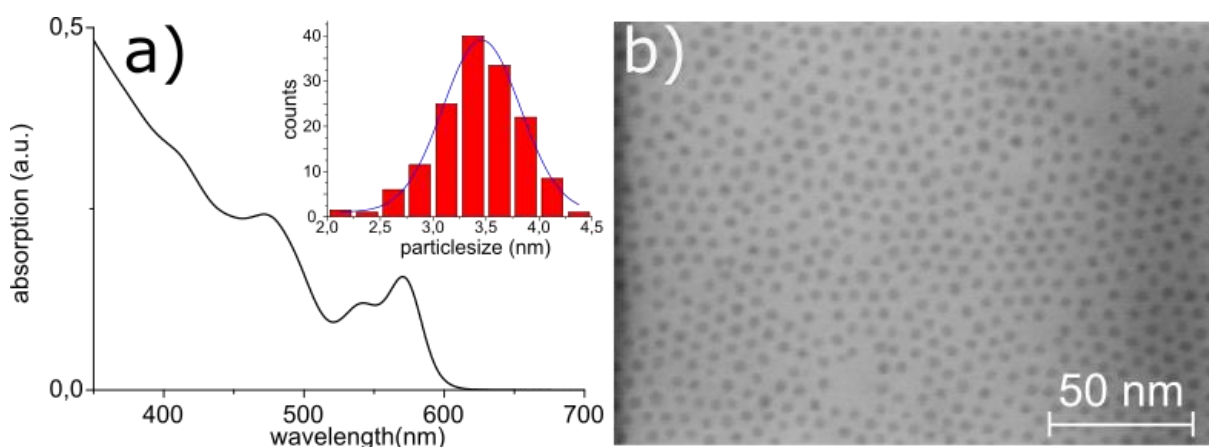 0,5
a)
absorption (a.u.)
0,0
400
500
600
700
wavelength(nm)
40
30
20
10
0
counts
2,0
2,5
3,0
3,5
4,0
4,5
particlesize (nm)
b)
50 nm